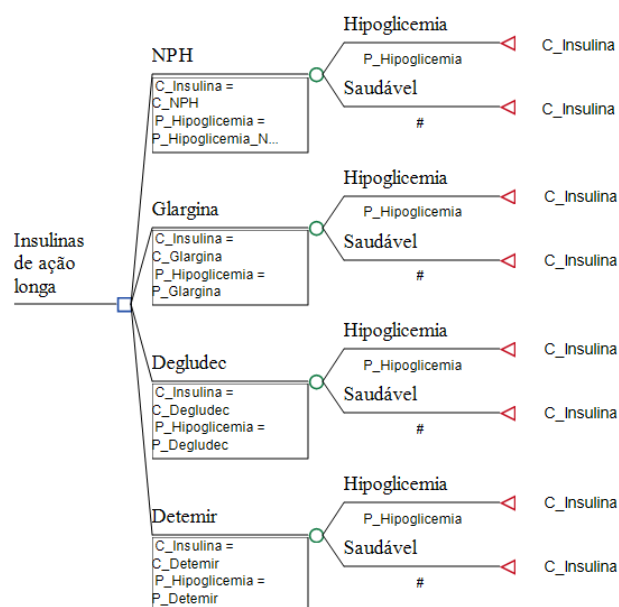 Hipoglicemia
NPH
C_Insulina
P_Hipoglicemia
C_Insulina =
C_NPH
P_Hipoglicemia =
P_Hipoglicemia_N...
Saudável
C_Insulina
#
Hipoglicemia
C_Insulina
P_Hipoglicemia
Glargina
C_Insulina =
C_Glargina
P_Hipoglicemia =
P_Glargina
Saudável
C_Insulina
#
Insulinas
de ação
longa
Hipoglicemia
C_Insulina
P_Hipoglicemia
Degludec
C_Insulina =
C_Degludec
P_Hipoglicemia =
P_Degludec
Saudável
C_Insulina
#
Hipoglicemia
C_Insulina
P_Hipoglicemia
Detemir
C_Insulina =
C_Detemir
P_Hipoglicemia =
P_Detemir
Saudável
C_Insulina
#